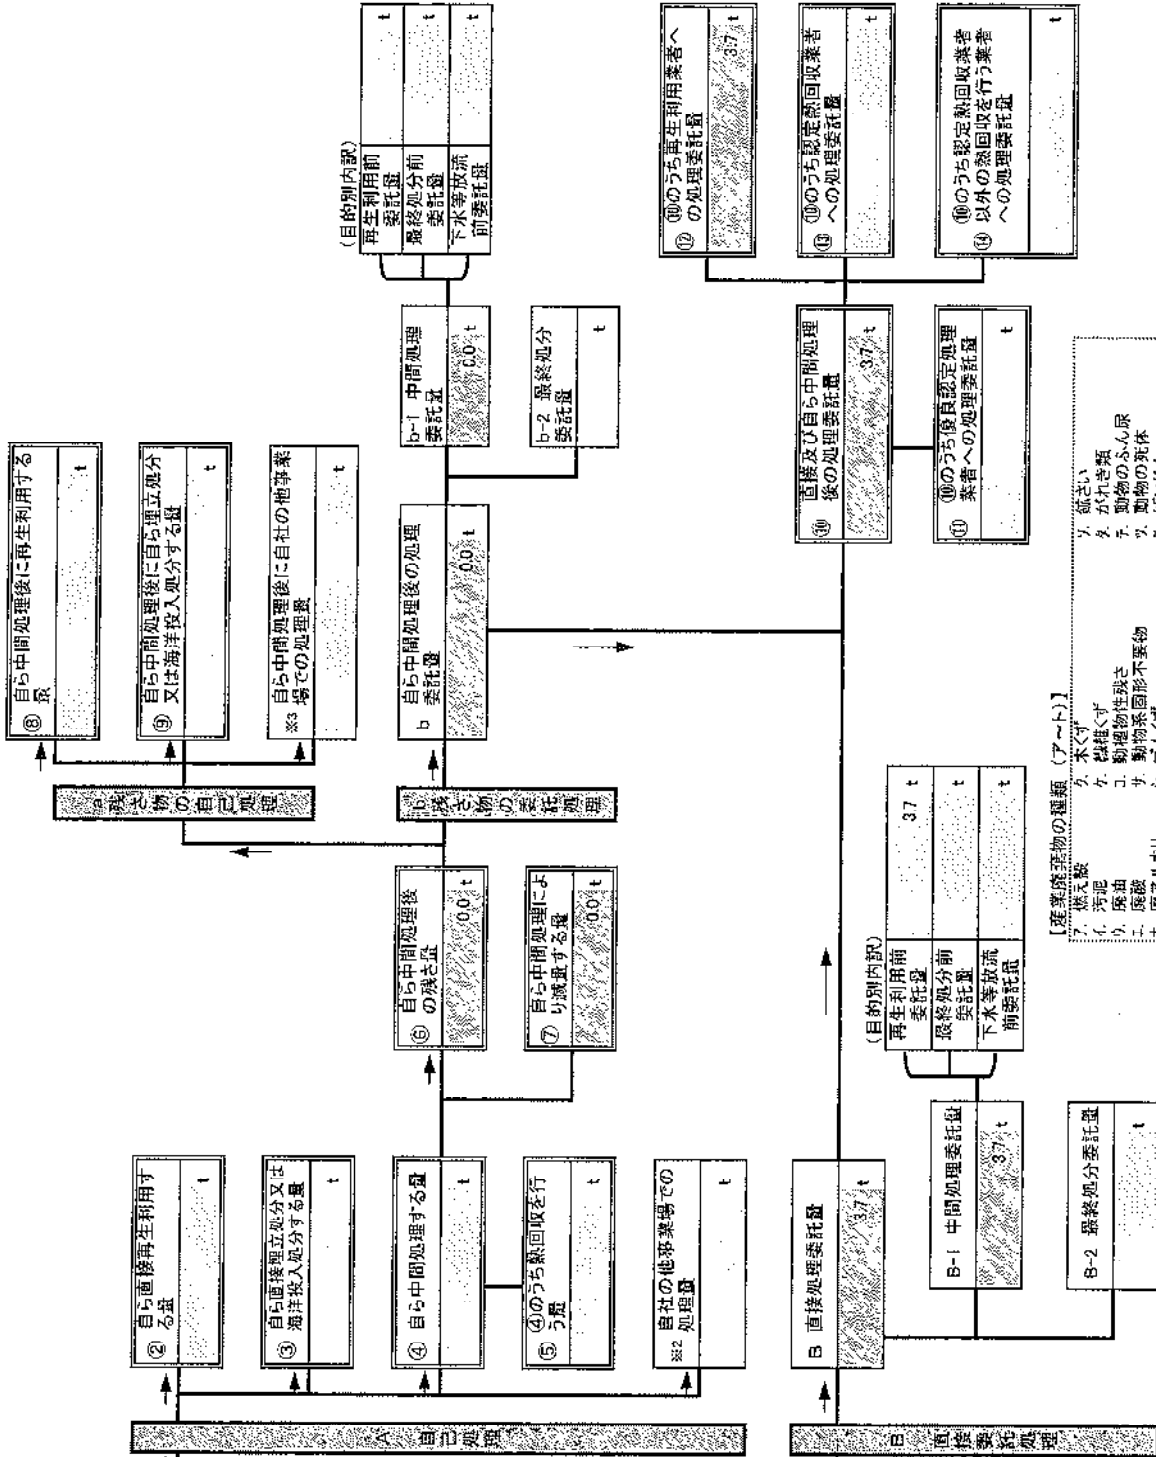 A 自己処理
② 自ら直接再生利用す
る量
t
③ 自ら直接埋立処分又は
海洋投入処分する量
t
④ 自ら中間処理する量
t
⑤ ④のうち熱回収を行
う量
t
※2 自社の他事業場での
処理量
t
⑥ 自ら中間処理後
の残さ量
0.0 t
⑦ 自ら中間処理によ
り減量する量
0.0 t
a 残さ物の自己処理
⑧ 自ら中間処理後に再生利用する
量
t
⑨ 自ら中間処理後に自ら埋立処分
又は海洋投入処分する量
t
※3 自ら中間処理後に自社の他事業
場での処理量
t
b 残さ物の委託処理
b 自ら中間処理後の処理
委託量
0.0 t
b-1 中間処理
委託量
0.0 t
b-2 最終処分
委託量
t
(目的別内訳)
再生利用前
委託量
t
最終処分前
委託量
t
下水等放流
前委託量
t
B 直接委託処理
B 直接処理委託量
3.7 t
B-1 中間処理委託量
3.7 t
B-2 最終処分委託量
t
(目的別内訳)
再生利用前
委託量
3.7 t
最終処分前
委託量
t
下水等放流
前委託量
t
⑩ 直接及び自ら中間処理
後の処理委託量
3.7 t
⑪ ⑩のうち優良認定処理
業者への処理委託量
t
⑫ ⑩のうち再生利用業者へ
の処理委託量
3.7 t
⑬ ⑩のうち認定熱回収業者
への処理委託量
t
⑭ ⑩のうち認定熱回収業者
以外の熱回収を行う業者
への処理委託量
t
【産業廃棄物の種類(ア~ト)】
ア. 燃え殻
イ. 汚泥
ウ. 廃油
エ. 廃酸
ク. 木くず
ケ. 繊維くず
コ. 動植物性残さ
サ. 動物系固形不要物
ソ. 鉱さい
タ. がれき類
チ. 動物のふん尿
ツ. 動物の死体